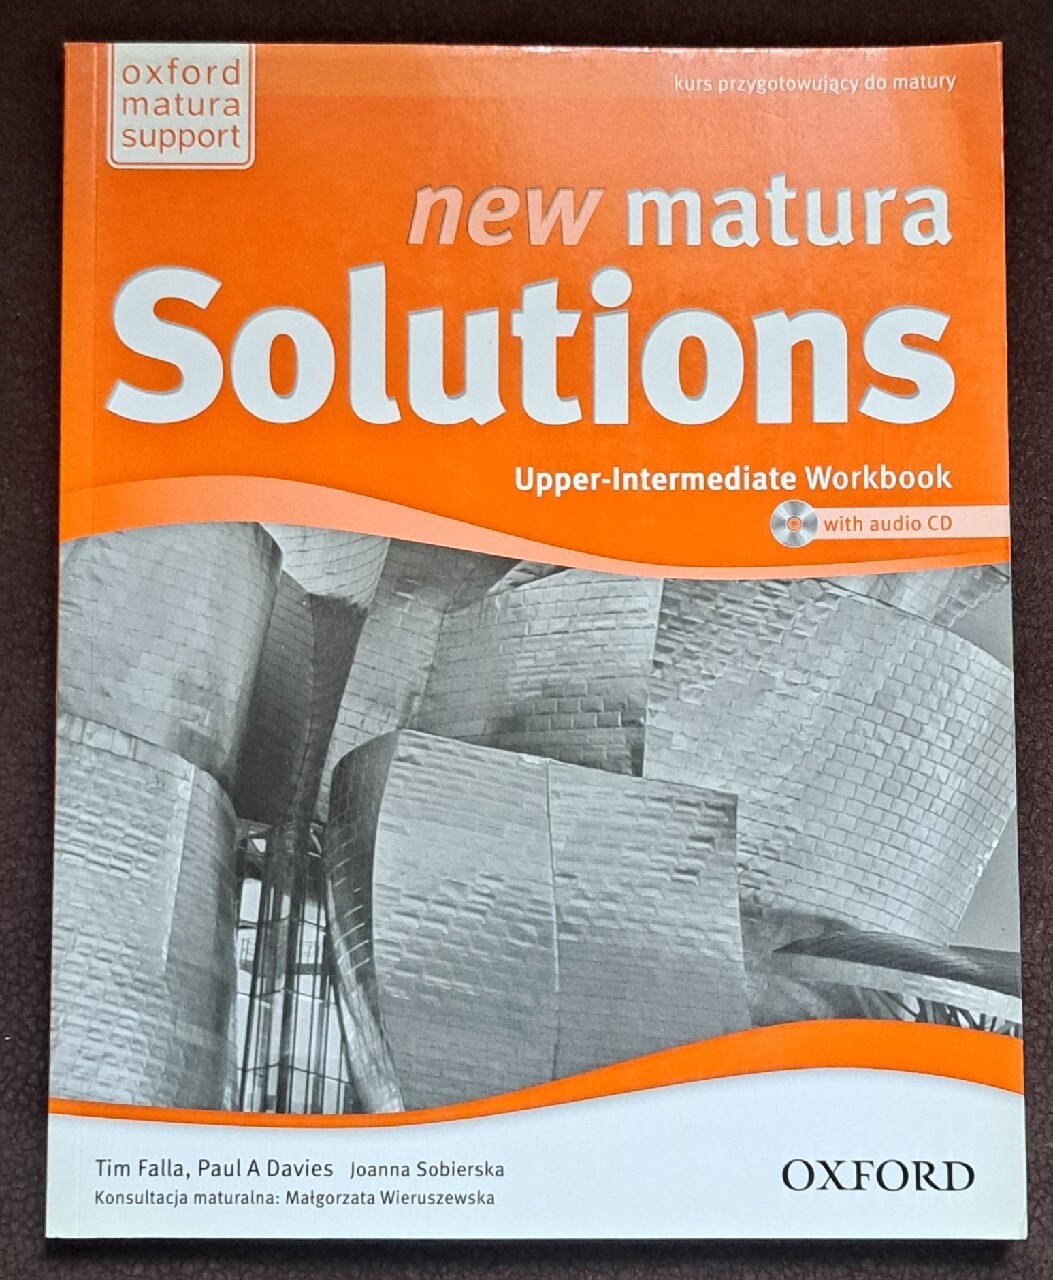 oxford
matura
support
kurs przygotowujący do matury
new matura
Solutions
Upper-Intermediate Workbook
with audio CD
Tim Falla, Paul A Davies Joanna Sobierska
Konsultacja maturalna: Małgorzata Wieruszewska
OXFORD